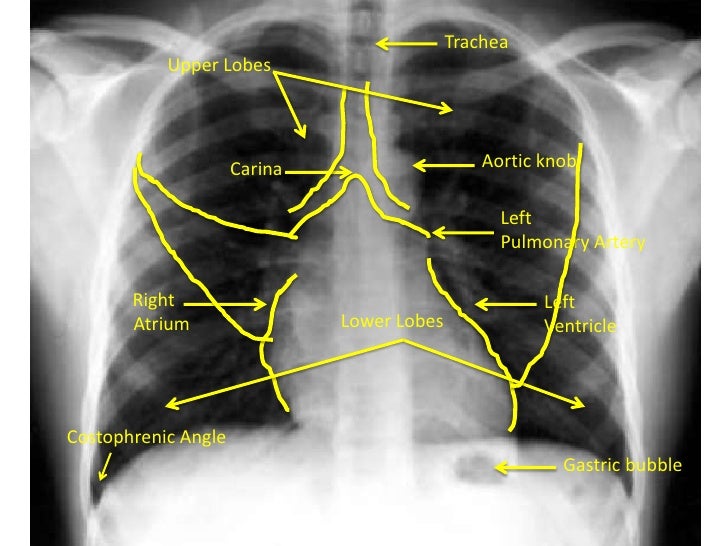 Trachea
Upper Lobes
Carina
Aortic knob
Left
Pulmonary Artery
Right
Atrium
Lower Lobes
Left
Ventricle
Costophrenic Angle
Gastric bubble